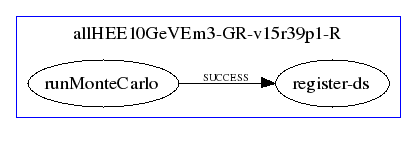 allHEE10GeVEm3-GR-v15r39p1-R
runMonteCarlo
SUCCESS
register-ds